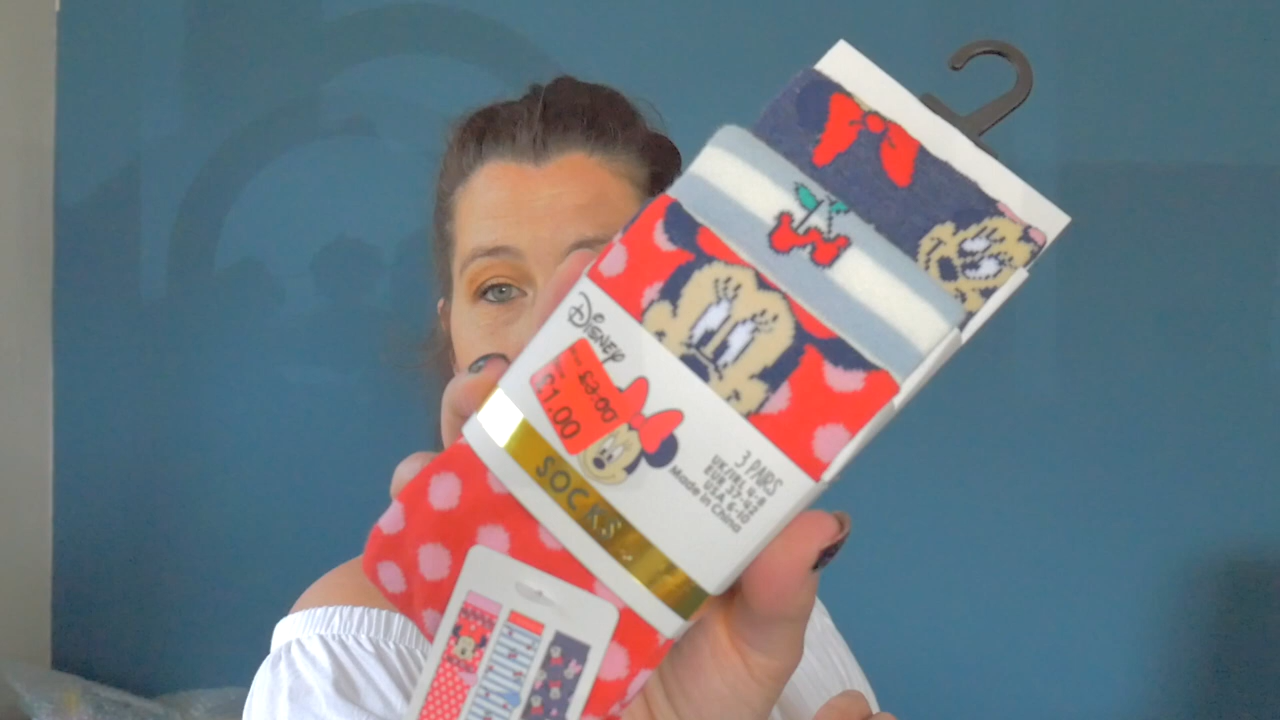 Disney
£3.00
£1.00
SOCKS
3 PAIRS
UK/IRL 4-8
EUR 37-42
USA 6-10
Made in China